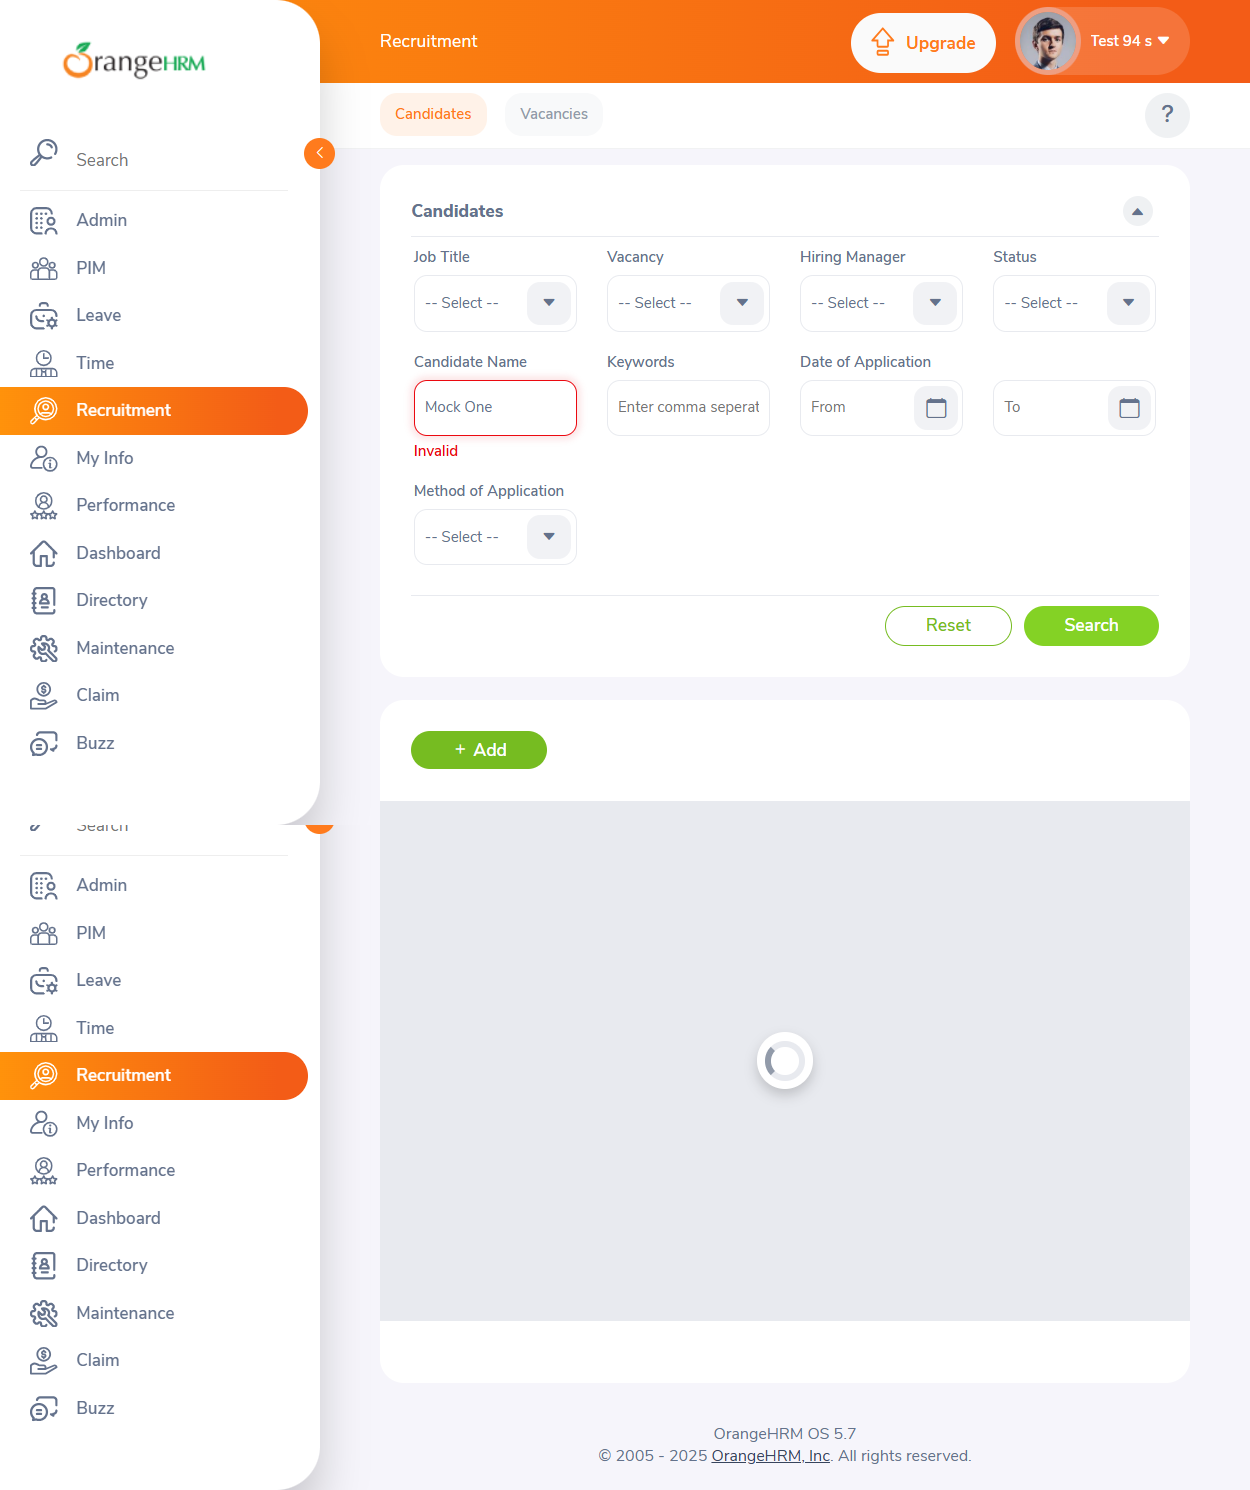 OrangeHRM
Recruitment
Upgrade
Test 94 s
Candidates
Vacancies
?
Search
Admin
PIM
Leave
Time
Recruitment
My Info
Performance
Dashboard
Directory
Maintenance
Claim
Buzz
Candidates
Job Title
Vacancy
Hiring Manager
Status
-- Select --
-- Select --
-- Select --
-- Select --
Candidate Name
Keywords
Date of Application
Mock One
Enter comma seperat
From
To
Invalid
Method of Application
-- Select --
Reset
Search
+ Add
Search
Admin
PIM
Leave
Time
Recruitment
My Info
Performance
Dashboard
Directory
Maintenance
Claim
Buzz
OrangeHRM OS 5.7
© 2005 - 2025 OrangeHRM, Inc. All rights reserved.